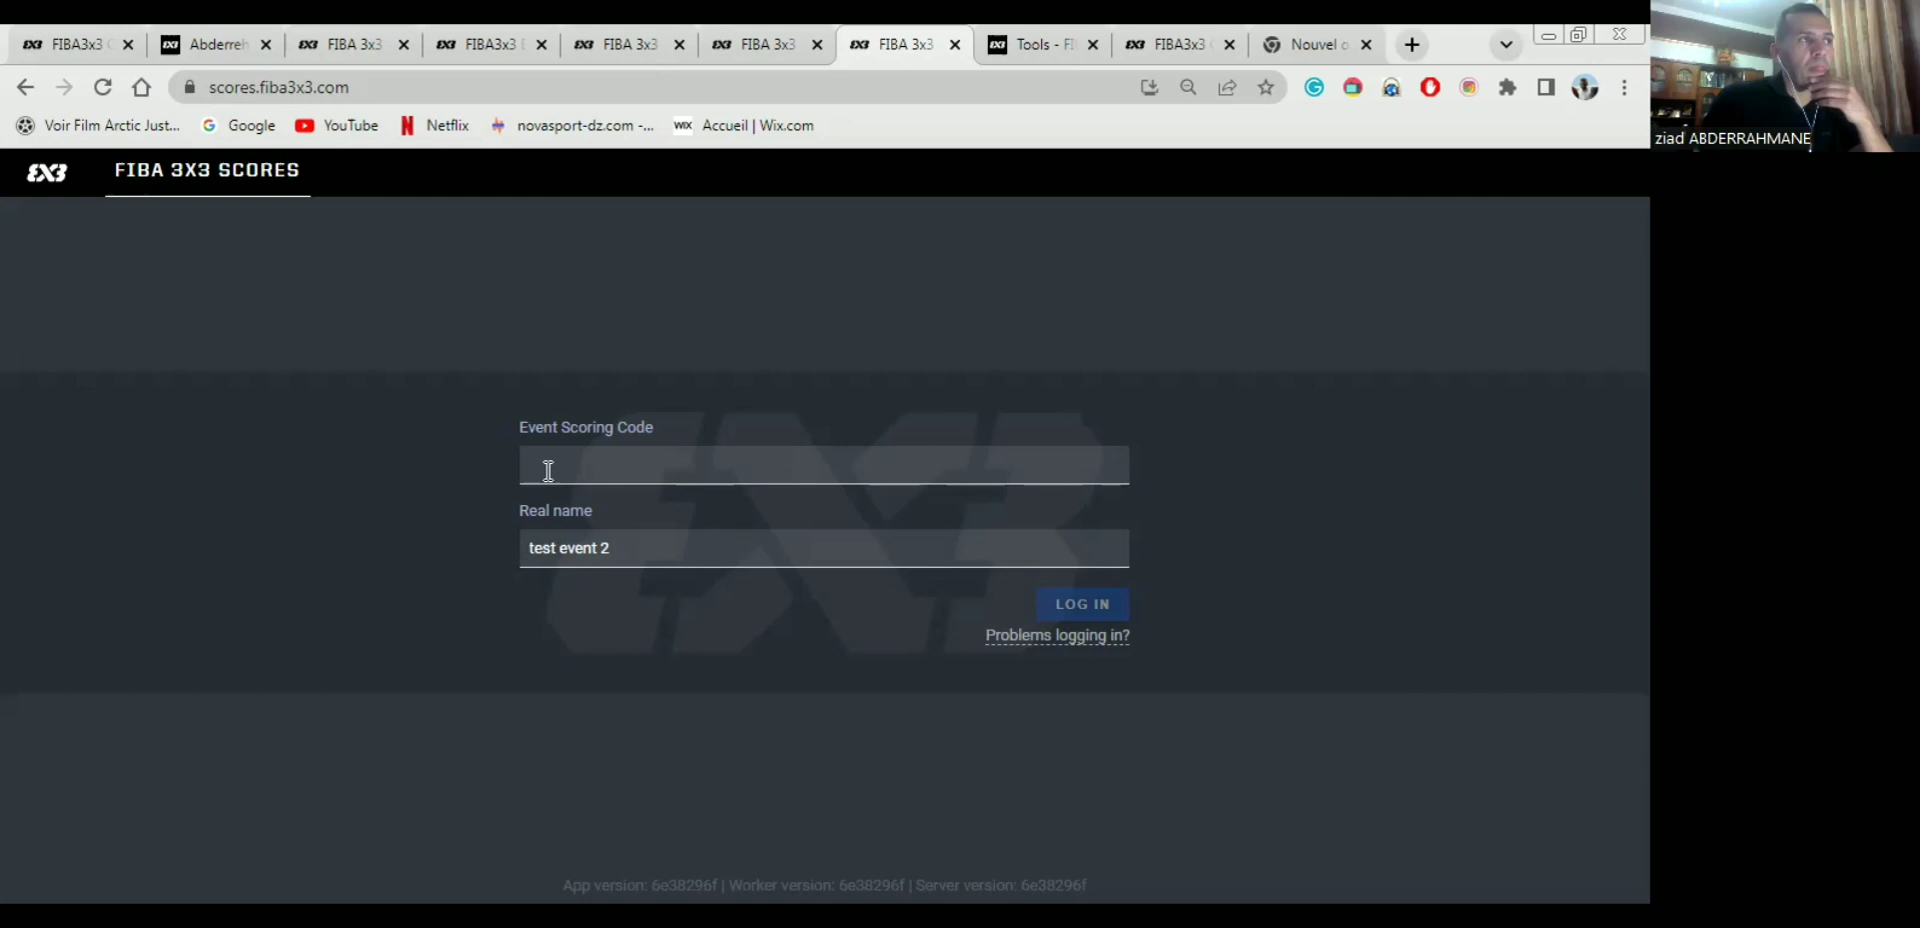 FIBA3x3
Abderreh
FIBA 3x3
FIBA3x3 E
FIBA 3x3
FIBA 3x3
FIBA 3x3
Tools - FI
FIBA3x3
Nouvel o
scores.fiba3x3.com
Voir Film Arctic Just...
Google
YouTube
Netflix
novasport-dz.com -...
WIX Accueil | Wix.com
ziad ABDERRAHMANE
3X3 FIBA 3X3 SCORES
Event Scoring Code
Real name
test event 2
LOG IN
Problems logging in?
App version: 6e38296f | Worker version: 6e38296f | Server version: 6e38296f